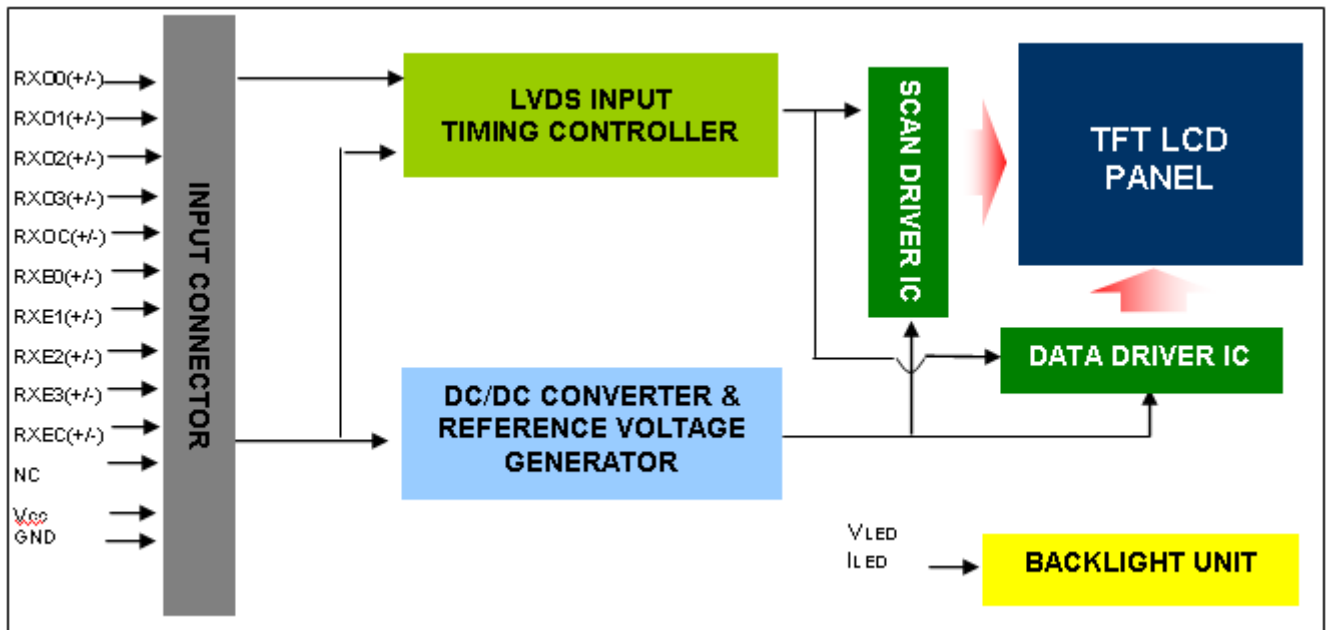 RXO0(+/-)
RXO1(+/-)
RXO2(+/-)
RXO3(+/-)
RXOC(+/-)
RXE0(+/-)
RXE1(+/-)
RXE2(+/-)
RXE3(+/-)
RXEC(+/-)
NC
Vcc
GND
INPUT CONNECTOR
LVDS INPUT
TIMING CONTROLLER
DC/DC CONVERTER &
REFERENCE VOLTAGE
GENERATOR
SCAN DRIVER IC
TFT LCD
PANEL
DATA DRIVER IC
VLED
ILED
BACKLIGHT UNIT